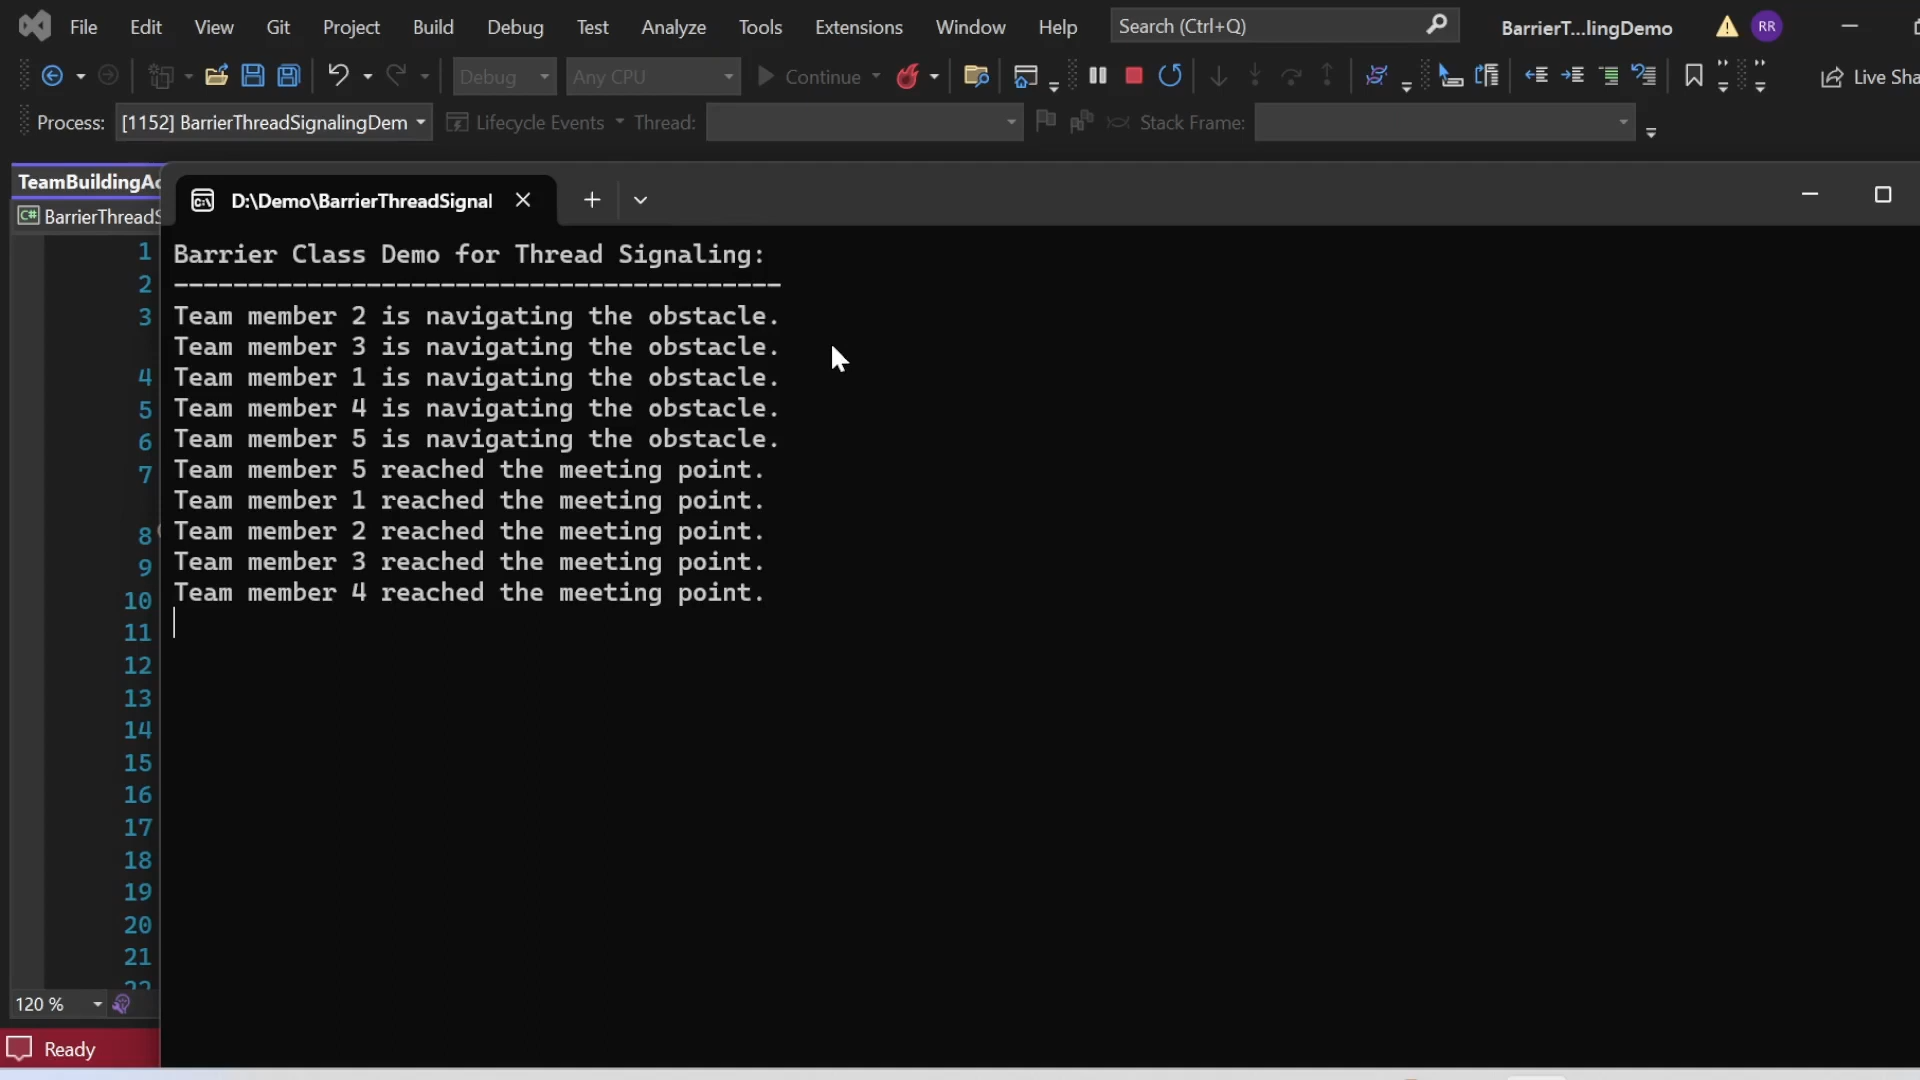 File Edit View Git Project Build Debug Test Analyze Tools Extensions Window Help Search (Ctrl+Q) BarrierT...lingDemo RR
Debug Any CPU Continue Live Sha
Process: [1152] BarrierThreadSignalingDem Lifecycle Events Thread: Stack Frame:
TeamBuildingAc
D:\Demo\BarrierThreadSignal
C# BarrierThreadS
1
2
3
4
5
6
7
8
9
10
11
12
13
14
15
16
17
18
19
20
21
22
Barrier Class Demo for Thread Signaling:
-----------------------------------------
Team member 2 is navigating the obstacle.
Team member 3 is navigating the obstacle.
Team member 1 is navigating the obstacle.
Team member 4 is navigating the obstacle.
Team member 5 is navigating the obstacle.
Team member 5 reached the meeting point.
Team member 1 reached the meeting point.
Team member 2 reached the meeting point.
Team member 3 reached the meeting point.
Team member 4 reached the meeting point.
120 %
Ready